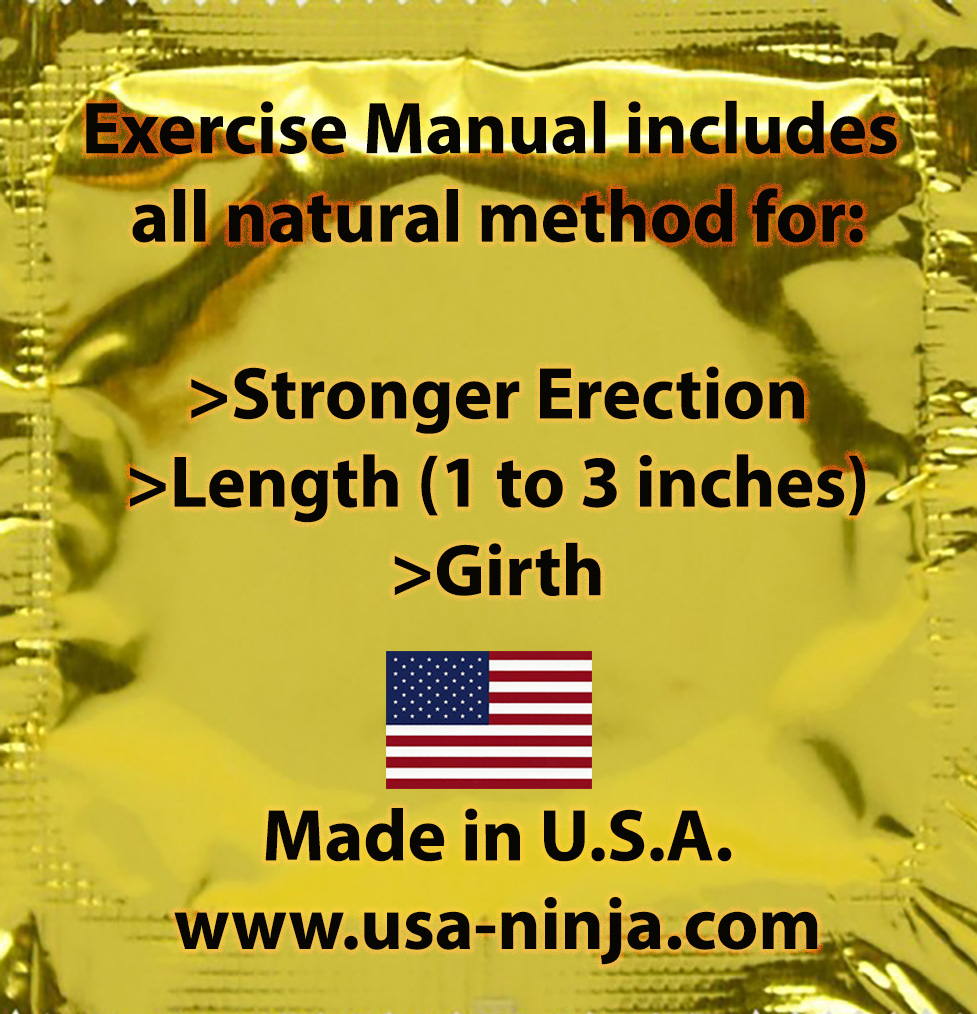 Exercise Manual includes
all natural method for:
>Stronger Erection
>Length (1 to 3 inches)
>Girth
Made in U.S.A.
www.usa-ninja.com